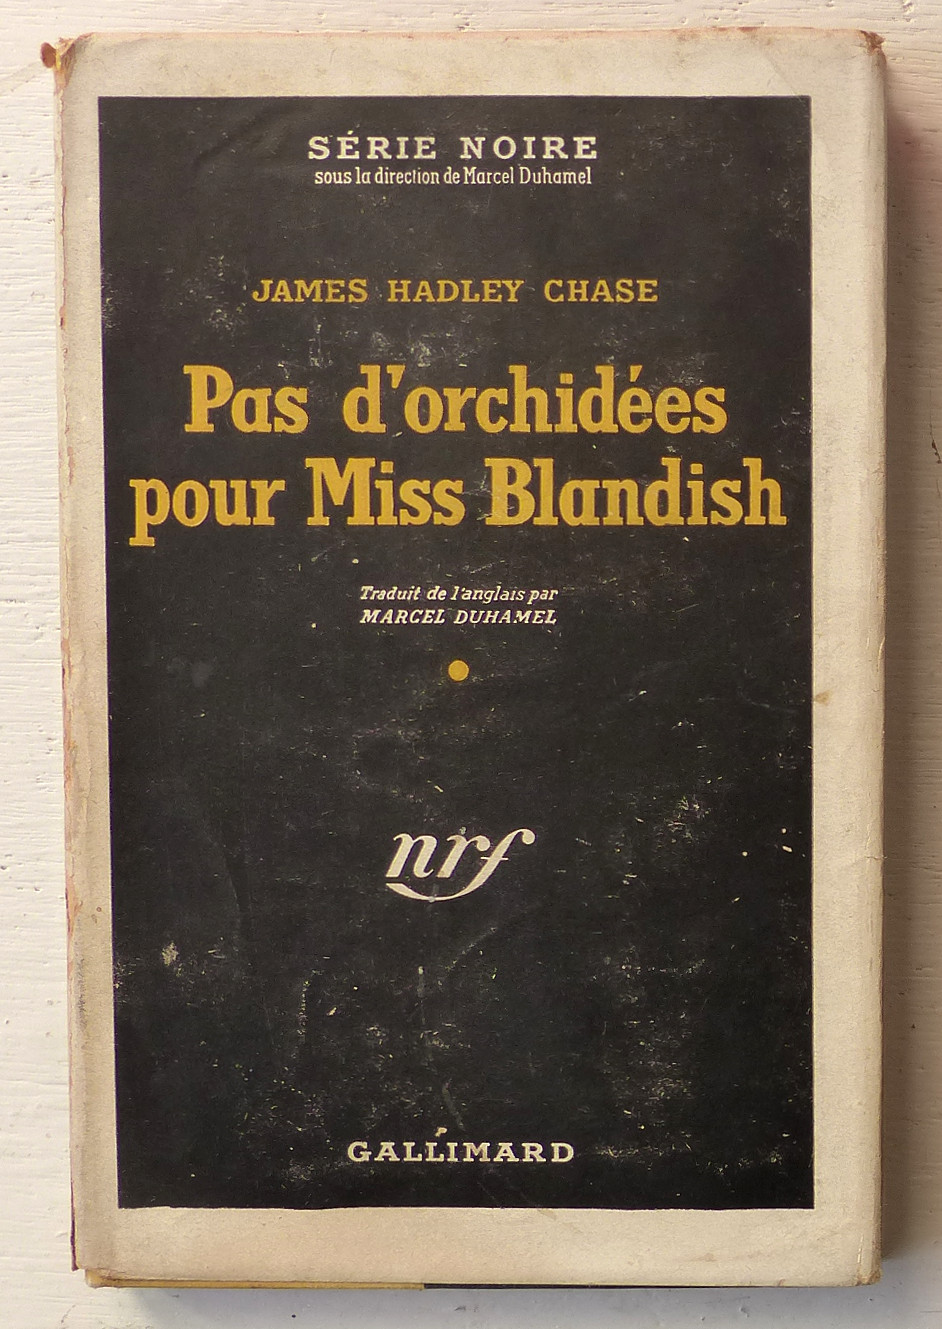 SÉRIE NOIRE
sous la direction de Marcel Duhamel
JAMES HADLEY CHASE
Pas d'orchidées
pour Miss Blandish
Traduit de l'anglais par
MARCEL DUHAMEL
nrf
GALLIMARD